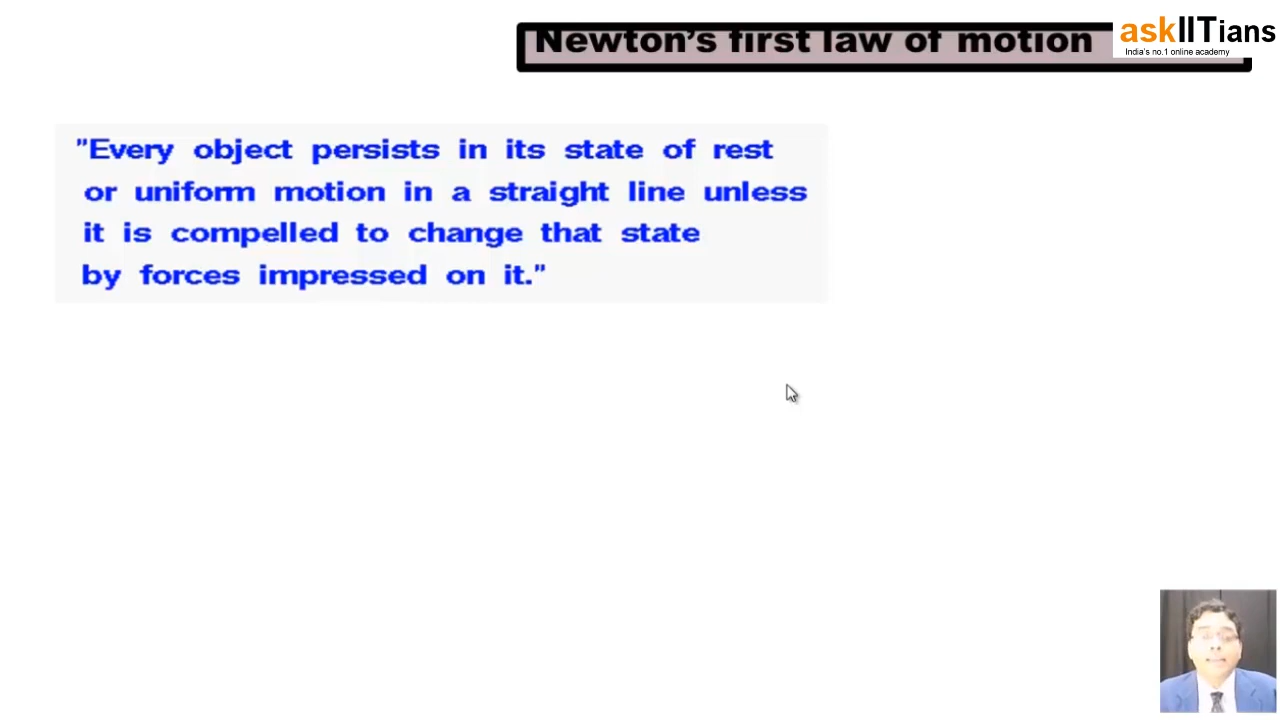 Newton's first law of motion
askIITians
India's no.1 online academy
"Every object persists in its state of rest
or uniform motion in a straight line unless
it is compelled to change that state
by forces impressed on it."